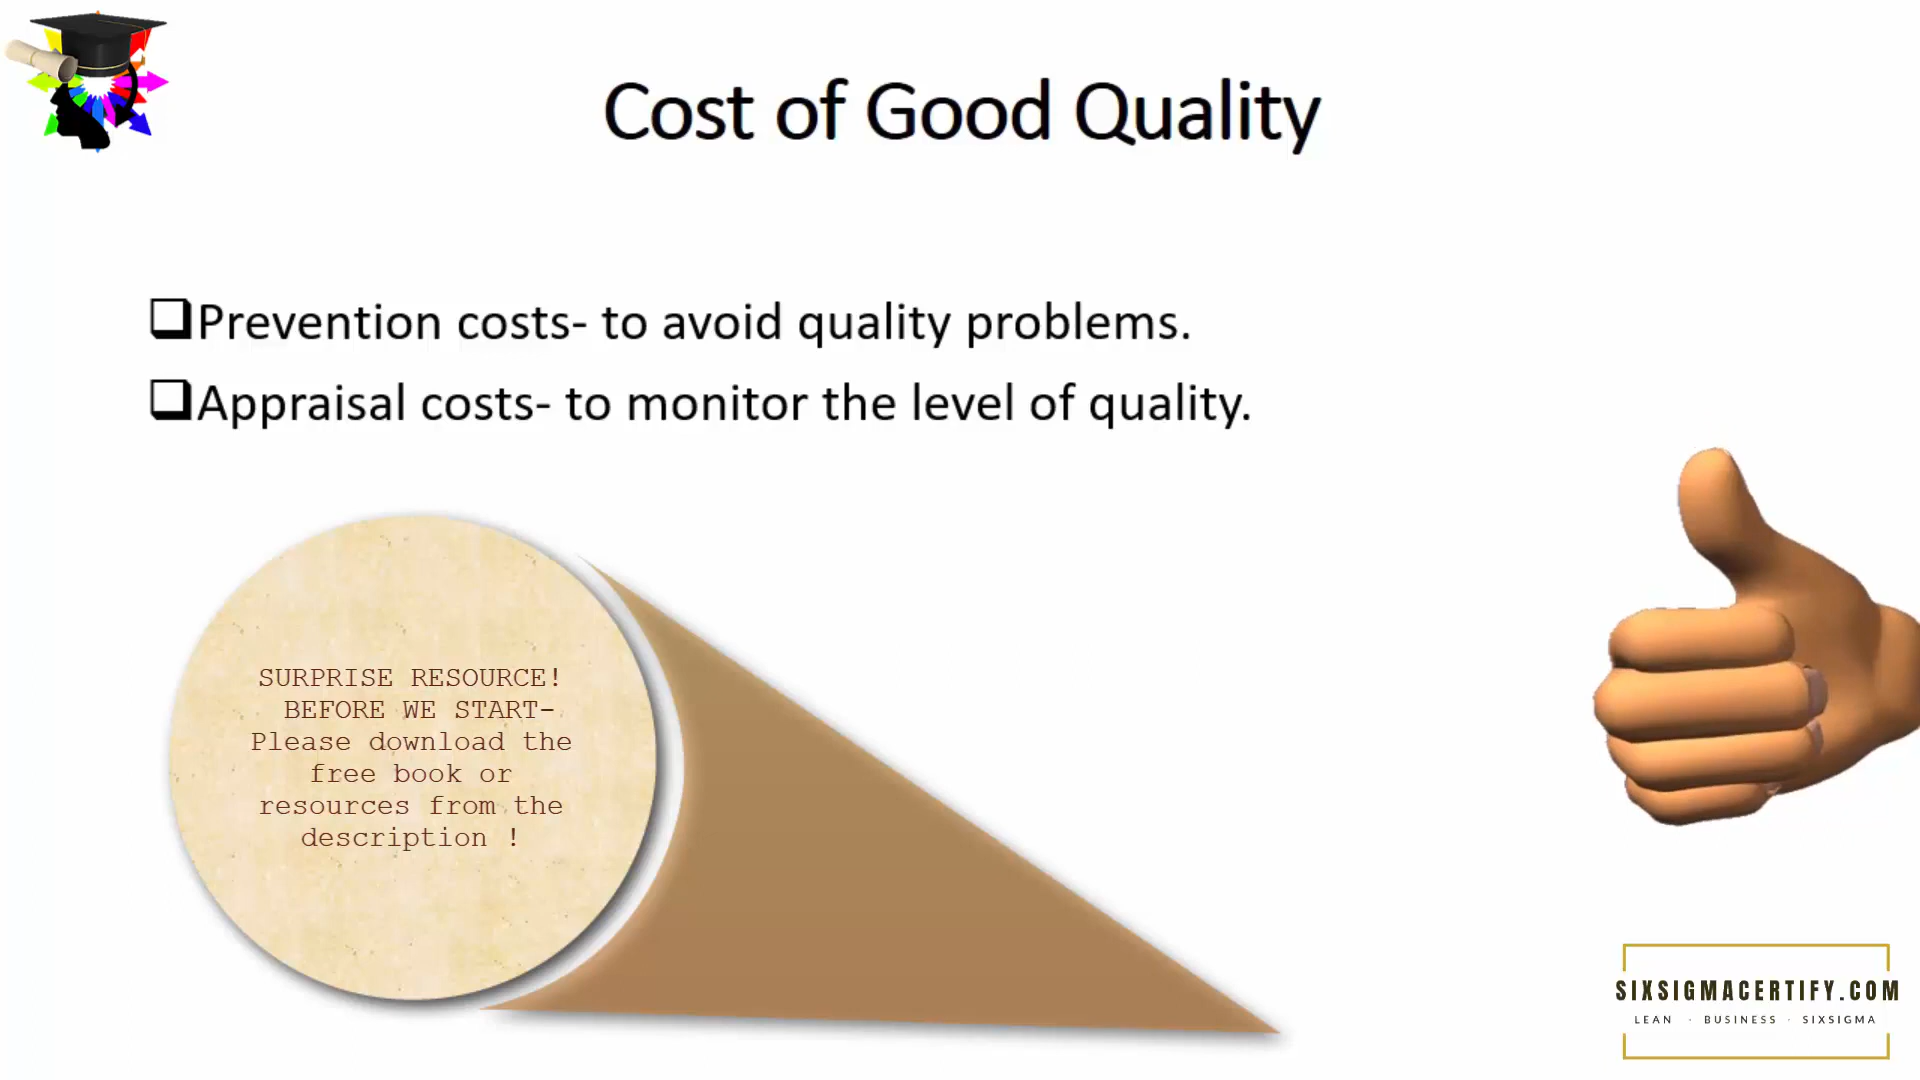 Cost of Good Quality
Prevention costs- to avoid quality problems.
Appraisal costs- to monitor the level of quality.
SURPRISE RESOURCE!
BEFORE WE START-
Please download the
free book or
resources from the
description !
SIXSIGMACERTIFY.COM
LEAN · BUSINESS · SIXSIGMA